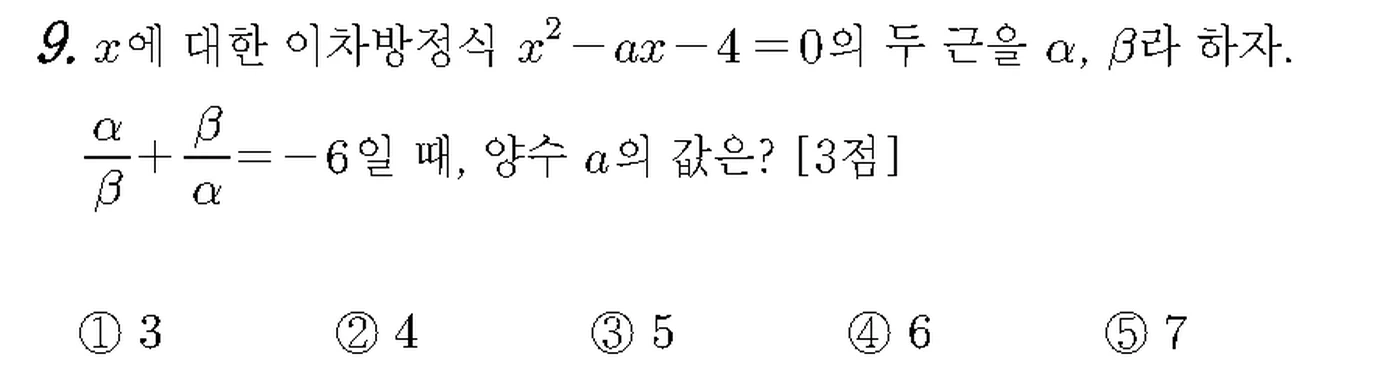 9. x에 대한 이차방정식 x² − ax − 4 = 0의 두 근을 α, β라 하자.
α/β + β/α = −6일 때, 양수 a의 값은? [3점]
① 3 ② 4 ③ 5 ④ 6 ⑤ 7